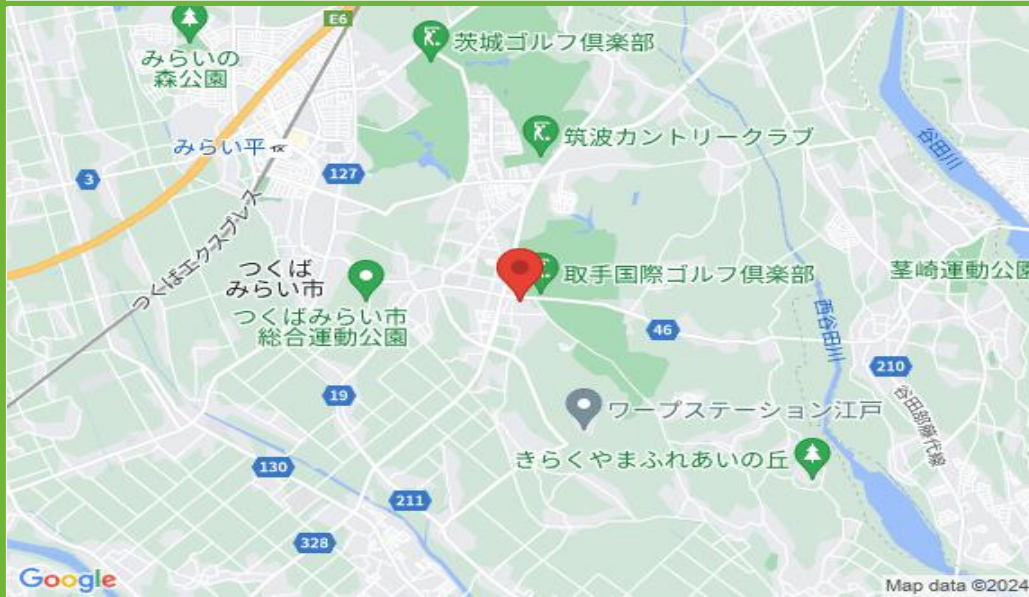 E6
茨城ゴルフ倶楽部
みらいの
森公園
筑波カントリークラブ
谷田川
みらい平
127
3
つくばエクスプレス
つくば
みらい市
取手国際ゴルフ倶楽部
茎崎運動公園
つくばみらい市
総合運動公園
西谷田川
46
210
19
ワープステーション江戸
谷田部藤代線
きらくやまふれあいの丘
130
211
328
Google
Map data ©2024